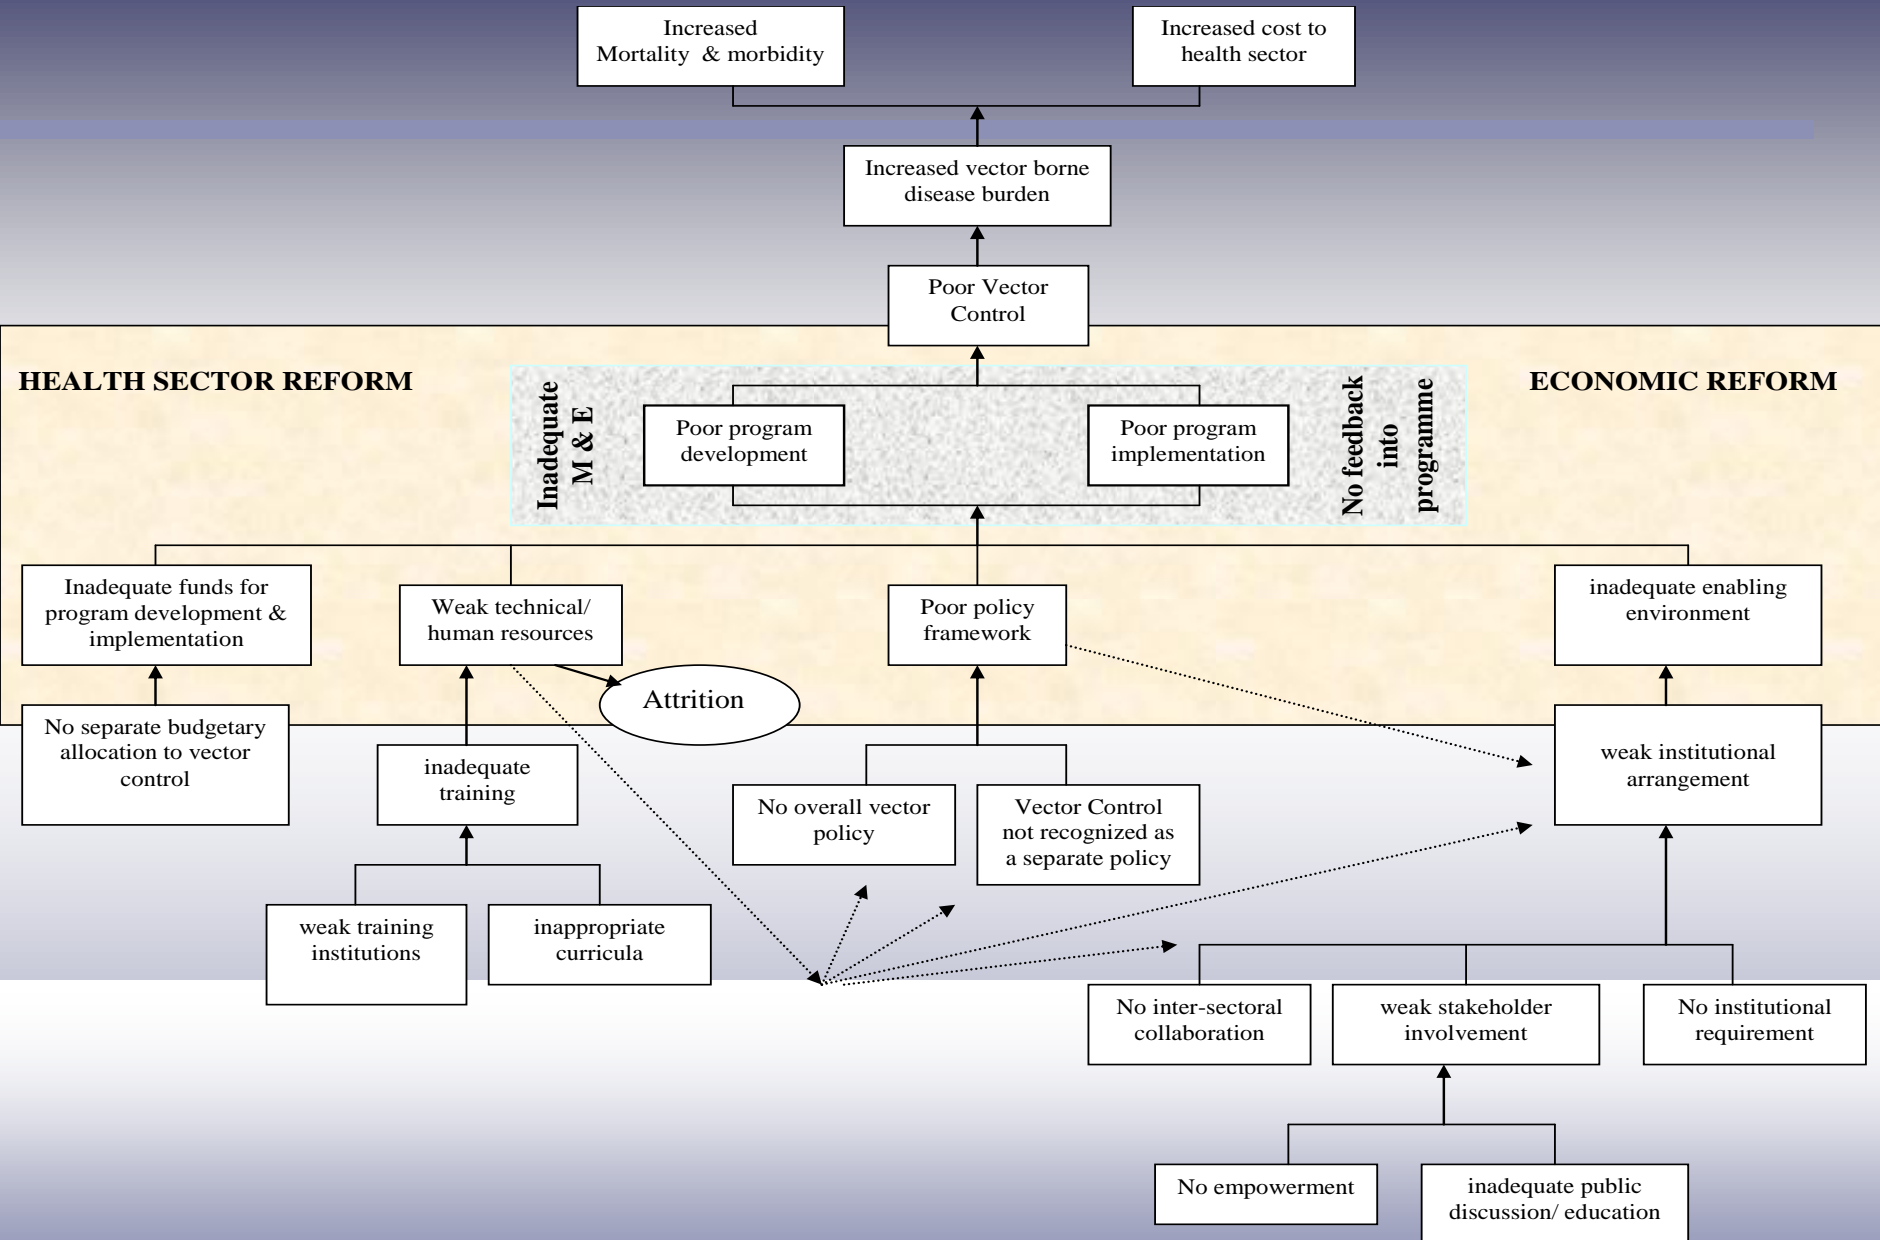 Increased
Mortality & morbidity
Increased cost to
health sector
Increased vector borne
disease burden
Poor Vector
Control
HEALTH SECTOR REFORM
ECONOMIC REFORM
Inadequate
M & E
Poor program
development
Poor program
implementation
No feedback
into
programme
Inadequate funds for
program development &
implementation
Weak technical/
human resources
Poor policy
framework
inadequate enabling
environment
Attrition
No separate budgetary
allocation to vector
control
inadequate
training
No overall vector
policy
Vector Control
not recognized as
a separate policy
weak institutional
arrangement
weak training
institutions
inappropriate
curricula
No inter-sectoral
collaboration
weak stakeholder
involvement
No institutional
requirement
No empowerment
inadequate public
discussion/ education